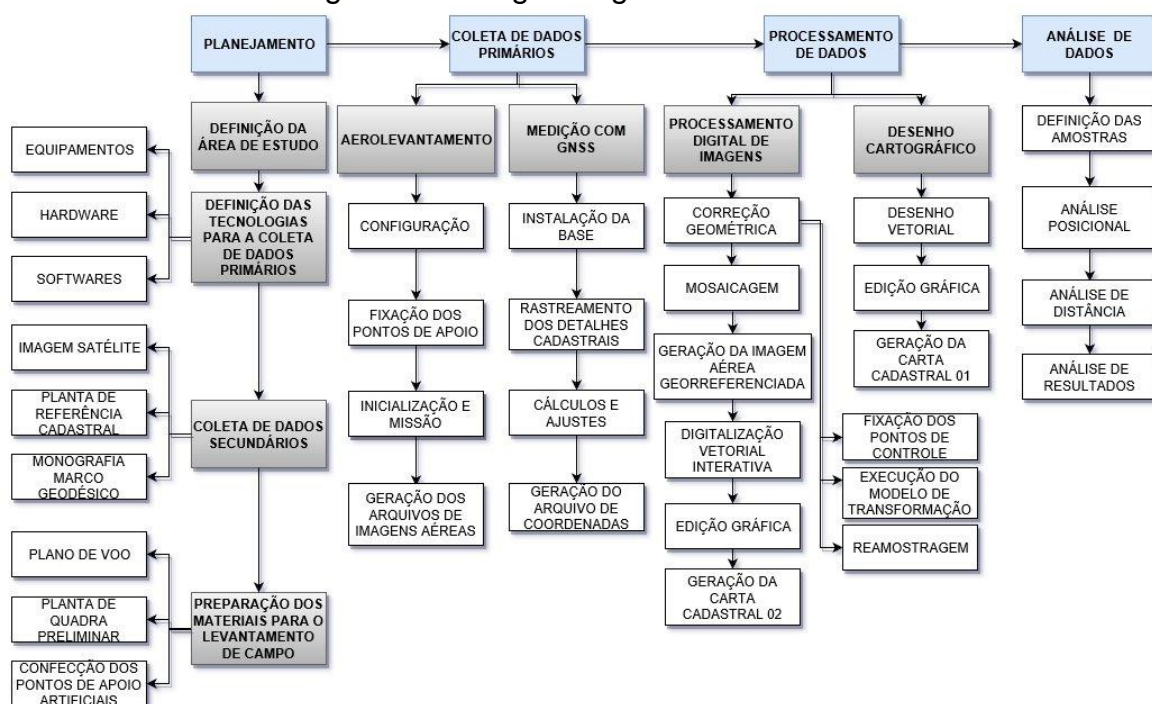 PLANEJAMENTO
COLETA DE DADOS
PRIMÁRIOS
PROCESSAMENTO
DE DADOS
ANÁLISE DE
DADOS
DEFINIÇÃO DA
ÁREA DE ESTUDO
DEFINIÇÃO DAS
TECNOLOGIAS
PARA A COLETA
DE DADOS
PRIMÁRIOS
EQUIPAMENTOS
HARDWARE
SOFTWARES
COLETA DE DADOS
SECUNDÁRIOS
IMAGEM SATÉLITE
PLANTA DE
REFERÊNCIA
CADASTRAL
MONOGRAFIA
MARCO
GEODÉSICO
PREPARAÇÃO DOS
MATERIAIS PARA O
LEVANTAMENTO
DE CAMPO
PLANO DE VOO
PLANTA DE
QUADRA
PRELIMINAR
CONFECÇÃO DOS
PONTOS DE APOIO
ARTIFICIAIS
AEROLEVANTAMENTO
CONFIGURAÇÃO
FIXAÇÃO DOS
PONTOS DE APOIO
INICIALIZAÇÃO E
MISSÃO
GERAÇÃO DOS
ARQUIVOS DE
IMAGENS AÉREAS
MEDIÇÃO COM
GNSS
INSTALAÇÃO DA
BASE
RASTREAMENTO
DOS DETALHES
CADASTRAIS
CÁLCULOS E
AJUSTES
GERAÇÃO DO
ARQUIVO DE
COORDENADAS
PROCESSAMENTO
DIGITAL DE
IMAGENS
CORREÇÃO
GEOMÉTRICA
MOSAICAGEM
GERAÇÃO DA IMAGEM
AÉREA
GEORREFERENCIADA
DIGITALIZAÇÃO
VETORIAL
INTERATIVA
EDIÇÃO GRÁFICA
GERAÇÃO DA
CARTA
CADASTRAL 02
DESENHO
CARTOGRÁFICO
DESENHO
VETORIAL
EDIÇÃO GRÁFICA
GERAÇÃO DA
CARTA
CADASTRAL 01
FIXAÇÃO DOS
PONTOS DE
CONTROLE
EXECUÇÃO DO
MODELO DE
TRANSFORMAÇÃO
REAMOSTRAGEM
DEFINIÇÃO DAS
AMOSTRAS
ANÁLISE
POSICIONAL
ANÁLISE DE
DISTÂNCIA
ANÁLISE DE
RESULTADOS